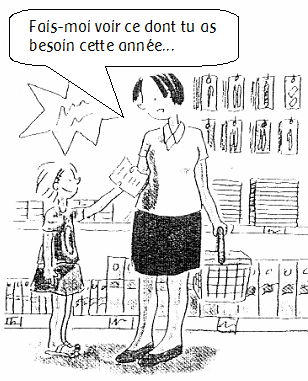 Fais-moi voir ce dont tu as
besoin cette année...